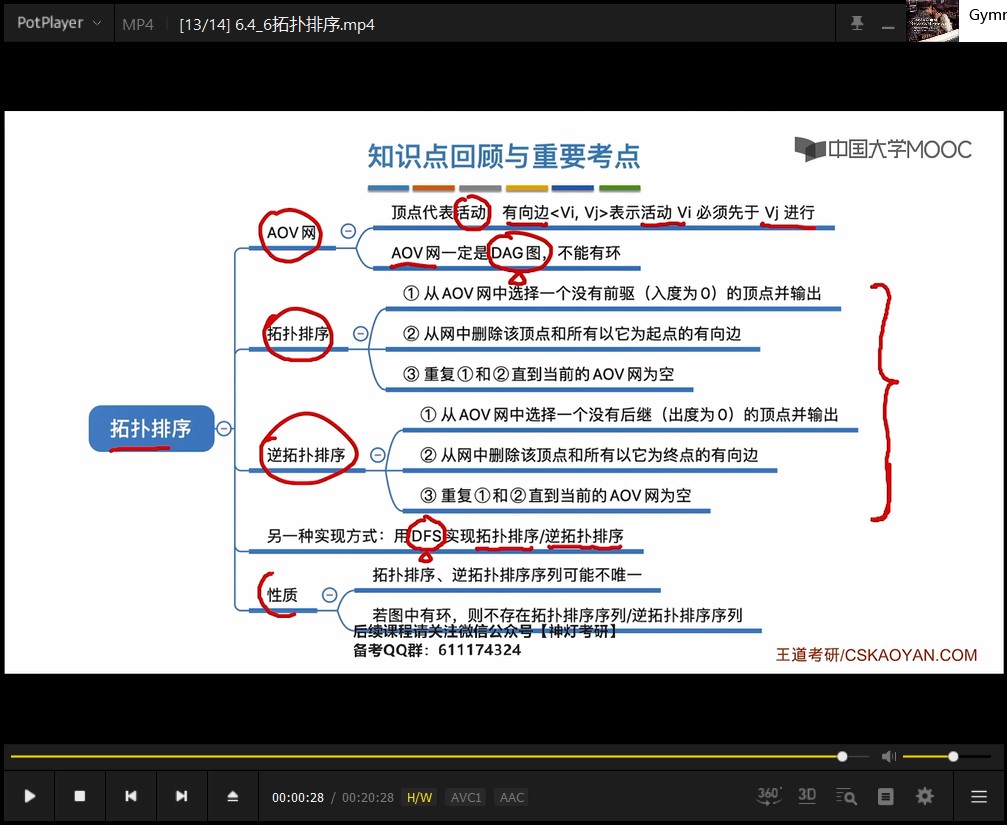 PotPlayer MP4 [13/14] 6.4_6拓扑排序.mp4
Gymn
知识点回顾与重要考点
中国大学MOOC
顶点代表活动，有向边<Vi, Vj>表示活动 Vi 必须先于 Vj 进行
AOV网
AOV网一定是DAG图，不能有环
① 从AOV网中选择一个没有前驱（入度为0）的顶点并输出
拓扑排序
② 从网中删除该顶点和所有以它为起点的有向边
③ 重复①和②直到当前的AOV网为空
拓扑排序
① 从AOV网中选择一个没有后继（出度为0）的顶点并输出
逆拓扑排序
② 从网中删除该顶点和所有以它为终点的有向边
③ 重复①和②直到当前的AOV网为空
另一种实现方式：用DFS实现拓扑排序/逆拓扑排序
拓扑排序、逆拓扑排序序列可能不唯一
性质
若图中有环，则不存在拓扑排序序列/逆拓扑排序序列
后续课程请关注微信公众号【神灯考研】
备考QQ群：611174324
王道考研/CSKAOYAN.COM
00:00:28 / 00:20:28 H/W AVC1 AAC 360° 3D